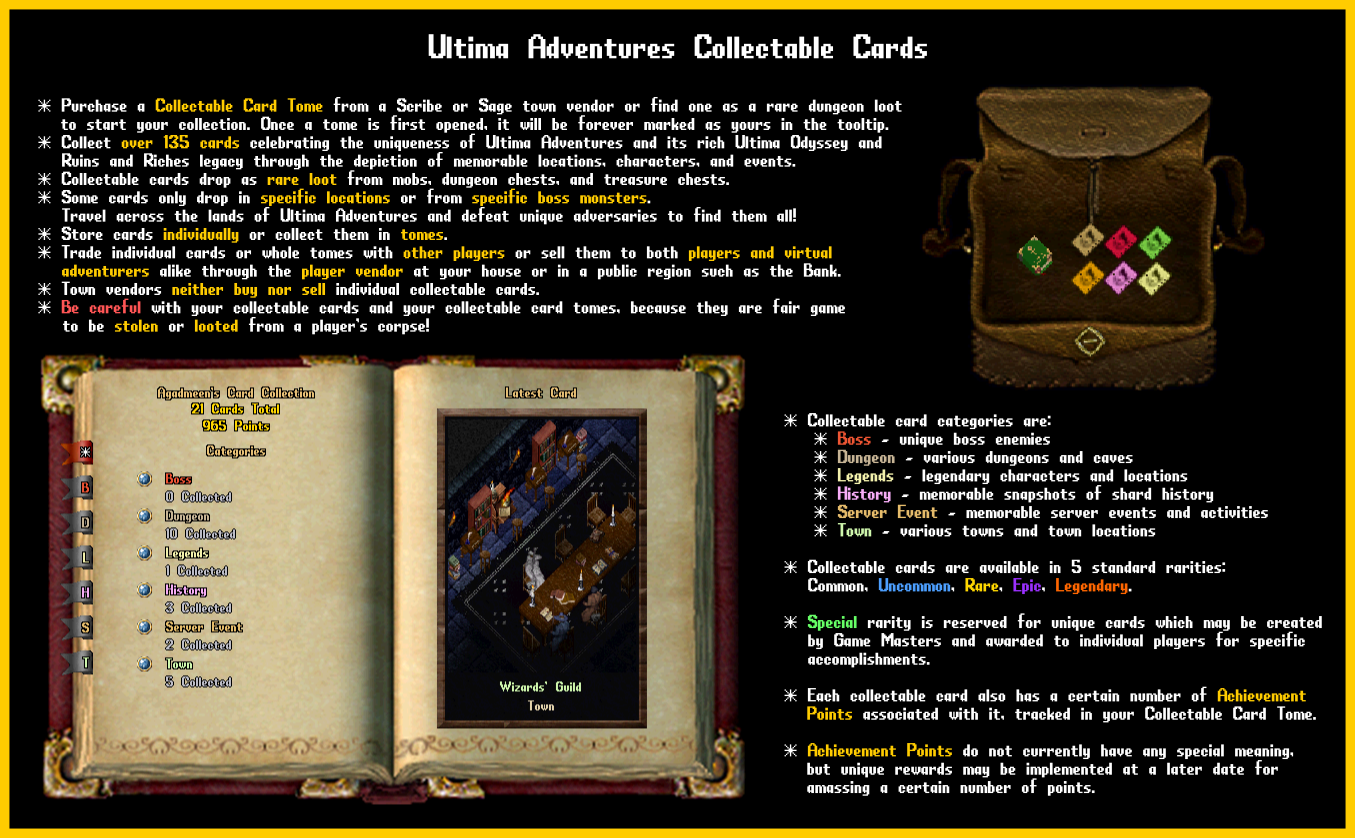 Ultima Adventures Collectable Cards
✳ Purchase a Collectable Card Tome from a Scribe or Sage town vendor or find one as a rare dungeon loot
to start your collection. Once a tome is first opened, it will be forever marked as yours in the tooltip.
✳ Collect over 135 cards celebrating the uniqueness of Ultima Adventures and its rich Ultima Odyssey and
Ruins and Riches legacy through the depiction of memorable locations, characters, and events.
✳ Collectable cards drop as rare loot from mobs, dungeon chests, and treasure chests.
✳ Some cards only drop in specific locations or from specific boss monsters.
Travel across the lands of Ultima Adventures and defeat unique adversaries to find them all!
✳ Store cards individually or collect them in tomes.
✳ Trade individual cards or whole tomes with other players or sell them to both players and virtual
adventurers alike through the player vendor at your house or in a public region such as the Bank.
✳ Town vendors neither buy nor sell individual collectable cards.
✳ Be careful with your collectable cards and your collectable card tomes, because they are fair game
to be stolen or looted from a player's corpse!
Agadmeen's Card Collection
21 Cards Total
965 Points
Categories
✳
B
D
L
H
S
T
Boss
0 Collected
Dungeon
10 Collected
Legends
1 Collected
History
3 Collected
Server Event
2 Collected
Town
5 Collected
Latest Card
Wizards' Guild
Town
✳ Collectable card categories are:
✳ Boss - unique boss enemies
✳ Dungeon - various dungeons and caves
✳ Legends - legendary characters and locations
✳ History - memorable snapshots of shard history
✳ Server Event - memorable server events and activities
✳ Town - various towns and town locations
✳ Collectable cards are available in 5 standard rarities:
Common, Uncommon, Rare, Epic, Legendary.
✳ Special rarity is reserved for unique cards which may be created
by Game Masters and awarded to individual players for specific
accomplishments.
✳ Each collectable card also has a certain number of Achievement
Points associated with it, tracked in your Collectable Card Tome.
✳ Achievement Points do not currently have any special meaning,
but unique rewards may be implemented at a later date for
amassing a certain number of points.